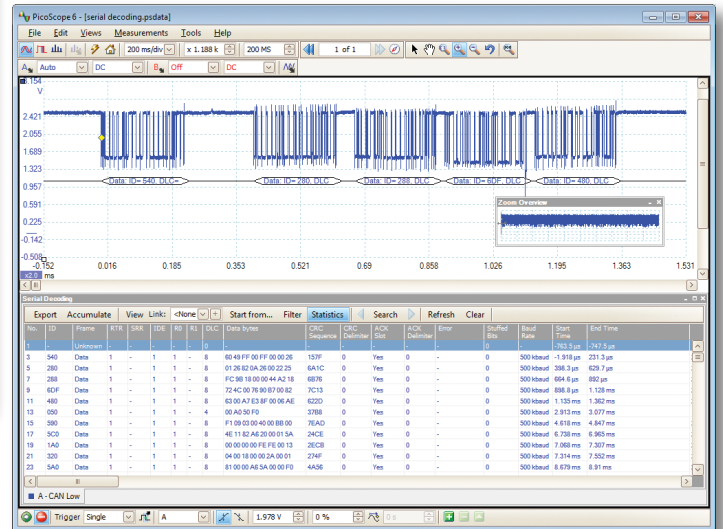 PicoScope 6 - [serial decoding.psdata]
File Edit Views Measurements Tools Help
200 ms/div x 1.188 k 200 MS 1 of 1
A Auto DC B Off DC
3.154
V
2.421
2.055
1.689
1.323
0.957
0.591
0.225
-0.142
-0.508
Data: ID= 540, DLC= Data: ID= 280, DLC Data: ID= 288, DLC Data: ID= 6DF, DLC Data: ID= 480, DLC
Zoom Overview
-0.152 0.016 0.185 0.353 0.521 0.69 0.858 1.026 1.195 1.363 1.531
x2.0 ms
Serial Decoding
Export Accumulate View Link: <None Start from... Filter Statistics Search Refresh Clear
No. ID Frame RTR SRR IDE R0 R1 DLC Data bytes CRC Sequence CRC Delimiter ACK Slot ACK Delimiter Error Stuffed Bits Baud Rate Start Time End Time
1 - Unknown - - - - - 0 - - - - - - 0 - -763.5 µs -747.5 µs
3 540 Data 1 - 1 1 - 8 60 49 FF 00 FF 00 00 26 157F 0 Yes 0 - 0 500 kbaud -1.918 µs 231.3 µs
5 280 Data 1 - 1 1 - 8 01 26 82 0A 26 00 22 25 6A1C 0 Yes 0 - 0 500 kbaud 398.3 µs 629.7 µs
7 288 Data 1 - 1 1 - 8 FC 9B 18 00 00 44 A2 18 6B76 0 Yes 0 - 0 500 kbaud 664.6 µs 892 µs
9 6DF Data 1 - 1 1 - 8 72 4C 00 76 90 B7 00 82 7C13 0 Yes 0 - 0 500 kbaud 898.8 µs 1.128 ms
11 480 Data 1 - 1 1 - 8 63 00 A7 E3 8F 00 06 AE 622D 0 Yes 0 - 0 500 kbaud 1.135 ms 1.362 ms
13 050 Data 1 - 1 1 - 4 00 A0 50 F0 37B8 0 Yes 0 - 0 500 kbaud 2.913 ms 3.077 ms
15 590 Data 1 - 1 1 - 8 F1 09 03 00 40 00 BB 00 7EAD 0 Yes 0 - 0 500 kbaud 4.618 ms 4.846 ms
17 5C0 Data 1 - 1 1 - 8 4E 11 82 A6 20 00 01 5A 24CE 0 Yes 0 - 0 500 kbaud 6.738 ms 6.965 ms
19 1A0 Data 1 - 1 1 - 8 00 00 00 00 FE FE 00 13 2ECB 0 Yes 0 - 0 500 kbaud 7.068 ms 7.307 ms
21 320 Data 1 - 1 1 - 8 04 00 18 00 00 2A 00 01 274F 0 Yes 0 - 0 500 kbaud 7.314 ms 7.552 ms
23 5A0 Data 1 - 1 1 - 8 81 00 00 A6 5A 00 00 F0 4A56 0 Yes 0 - 0 500 kbaud 8.679 ms 8.91 ms
A - CAN Low
Trigger Single A 1.978 V 0 % 0 s